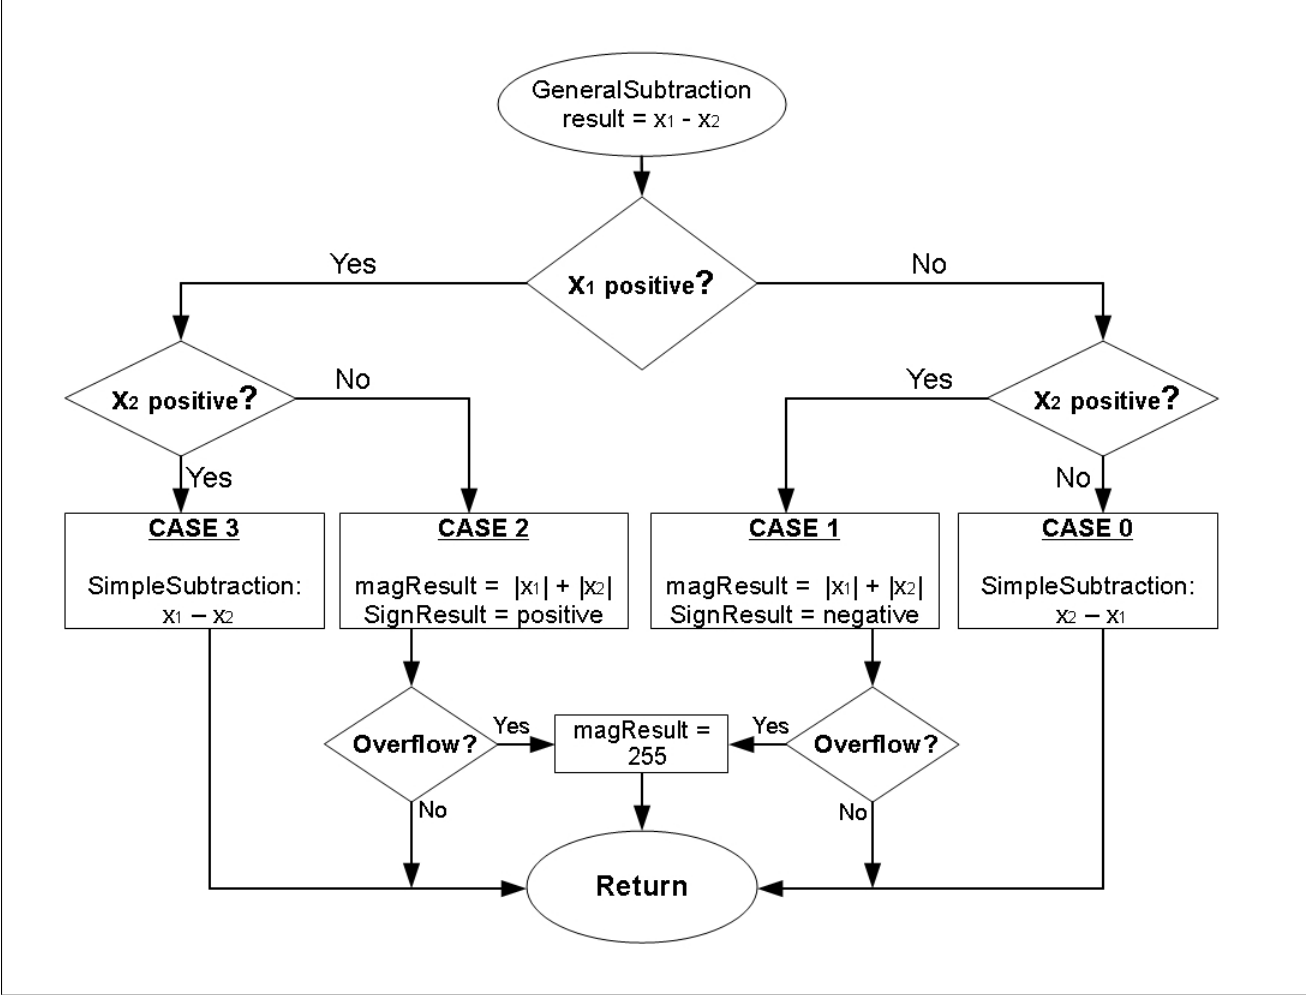 GeneralSubtraction
result = x1 - x2
Yes
No
X1 positive?
No
Yes
X2 positive?
X2 positive?
Yes
No
CASE 3
SimpleSubtraction:
x1 – x2
CASE 2
magResult = |x1| + |x2|
SignResult = positive
CASE 1
magResult = |x1| + |x2|
SignResult = negative
CASE 0
SimpleSubtraction:
x2 – x1
Overflow?
Yes
magResult =
255
Yes
Overflow?
No
No
Return